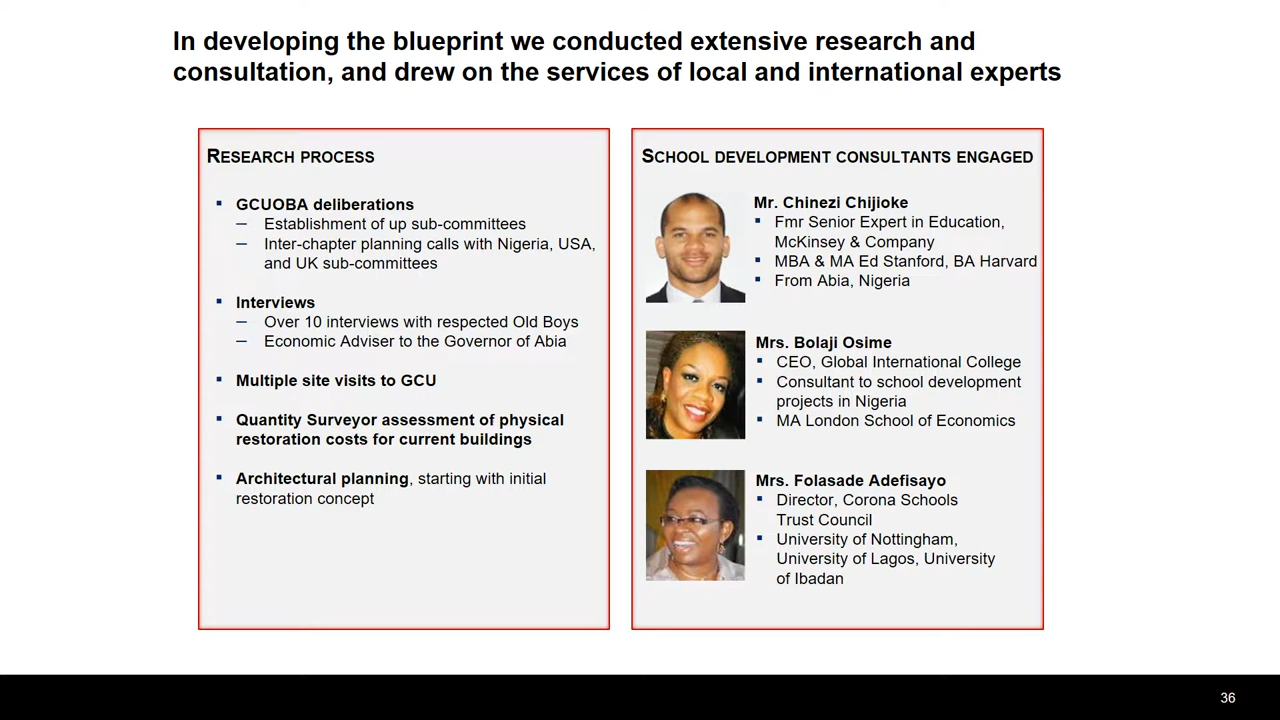 In developing the blueprint we conducted extensive research and
consultation, and drew on the services of local and international experts
RESEARCH PROCESS
▪ GCUOBA deliberations
– Establishment of up sub-committees
– Inter-chapter planning calls with Nigeria, USA,
and UK sub-committees
▪ Interviews
– Over 10 interviews with respected Old Boys
– Economic Adviser to the Governor of Abia
▪ Multiple site visits to GCU
▪ Quantity Surveyor assessment of physical
restoration costs for current buildings
▪ Architectural planning, starting with initial
restoration concept
SCHOOL DEVELOPMENT CONSULTANTS ENGAGED
Mr. Chinezi Chijioke
▪ Fmr Senior Expert in Education,
McKinsey & Company
▪ MBA & MA Ed Stanford, BA Harvard
▪ From Abia, Nigeria
Mrs. Bolaji Osime
▪ CEO, Global International College
▪ Consultant to school development
projects in Nigeria
▪ MA London School of Economics
Mrs. Folasade Adefisayo
▪ Director, Corona Schools
Trust Council
▪ University of Nottingham,
University of Lagos, University
of Ibadan
36